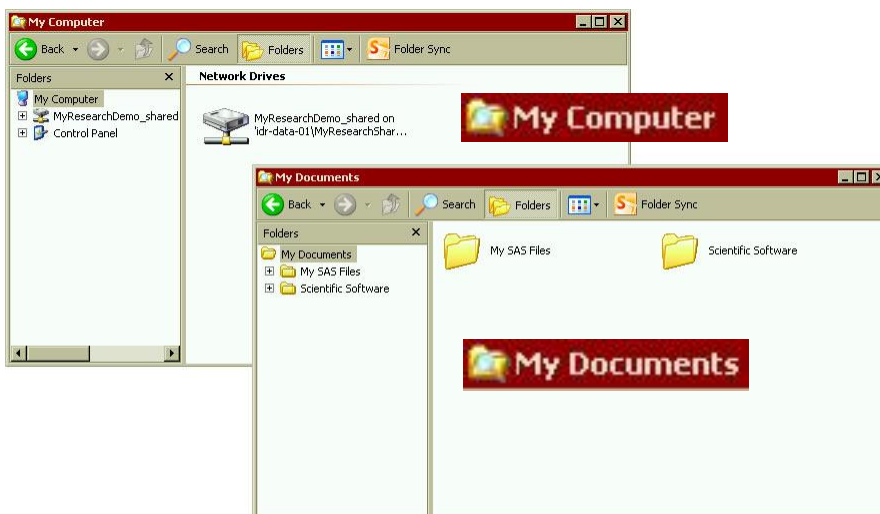 My Computer
Back
Search
Folders
Folder Sync
Folders
Network Drives
My Computer
MyResearchDemo_shared
Control Panel
MyResearchDemo_shared on
'idr-data-01\MyResearchShar...
My Computer
My Documents
Back
Search
Folders
Folder Sync
Folders
My Documents
My SAS Files
Scientific Software
My SAS Files
Scientific Software
My Documents